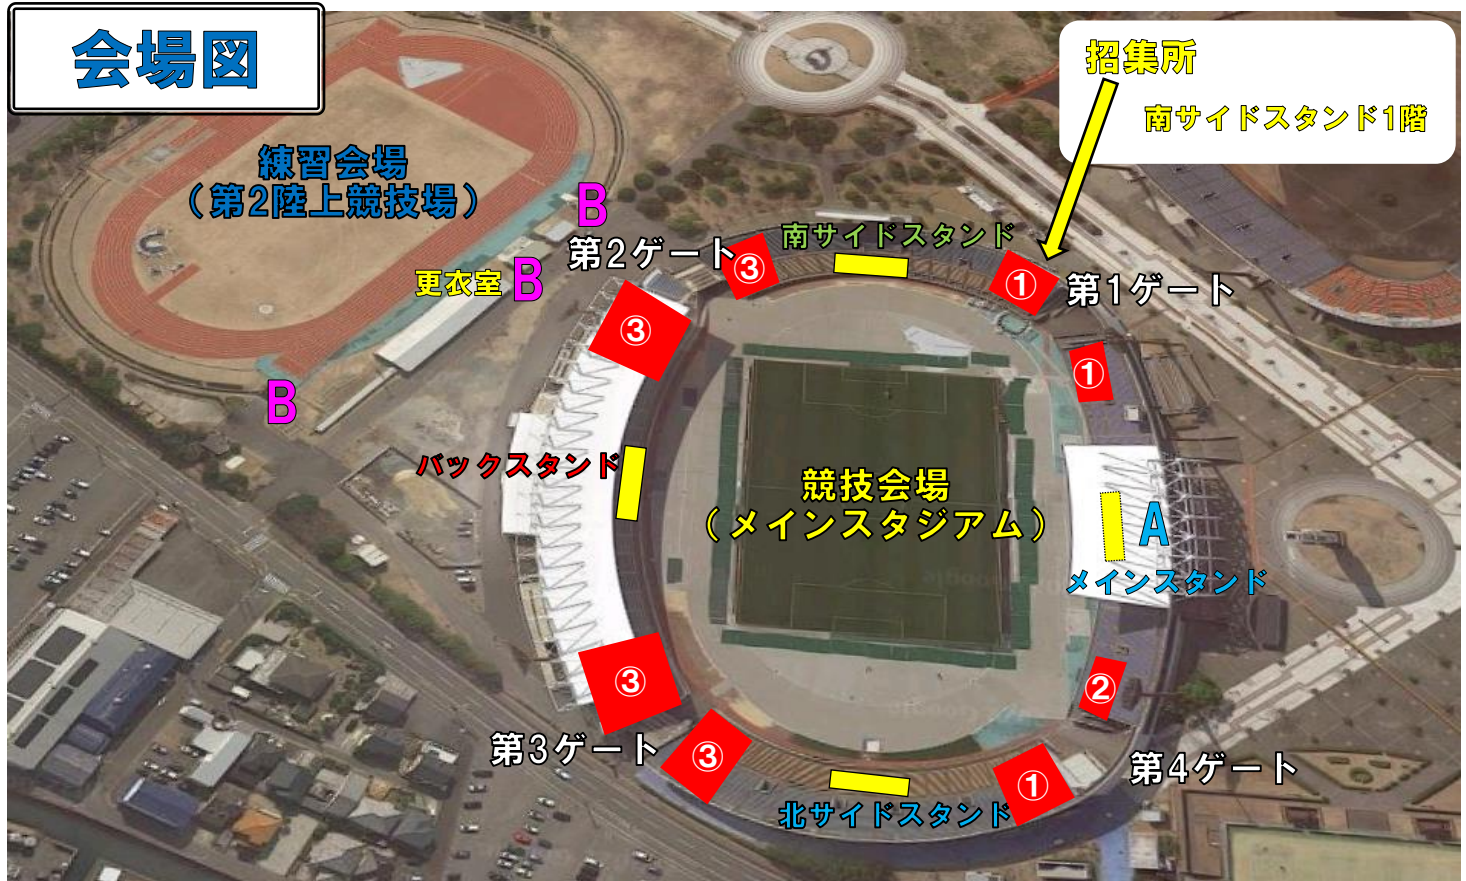 会場図
招集所
南サイドスタンド1階
練習会場
（第2陸上競技場）
B
第2ゲート
南サイドスタンド
③
①
第1ゲート
更衣室
B
③
①
B
バックスタンド
競技会場
（メインスタジアム）
A
メインスタンド
③
②
第3ゲート
③
①
第4ゲート
北サイドスタンド